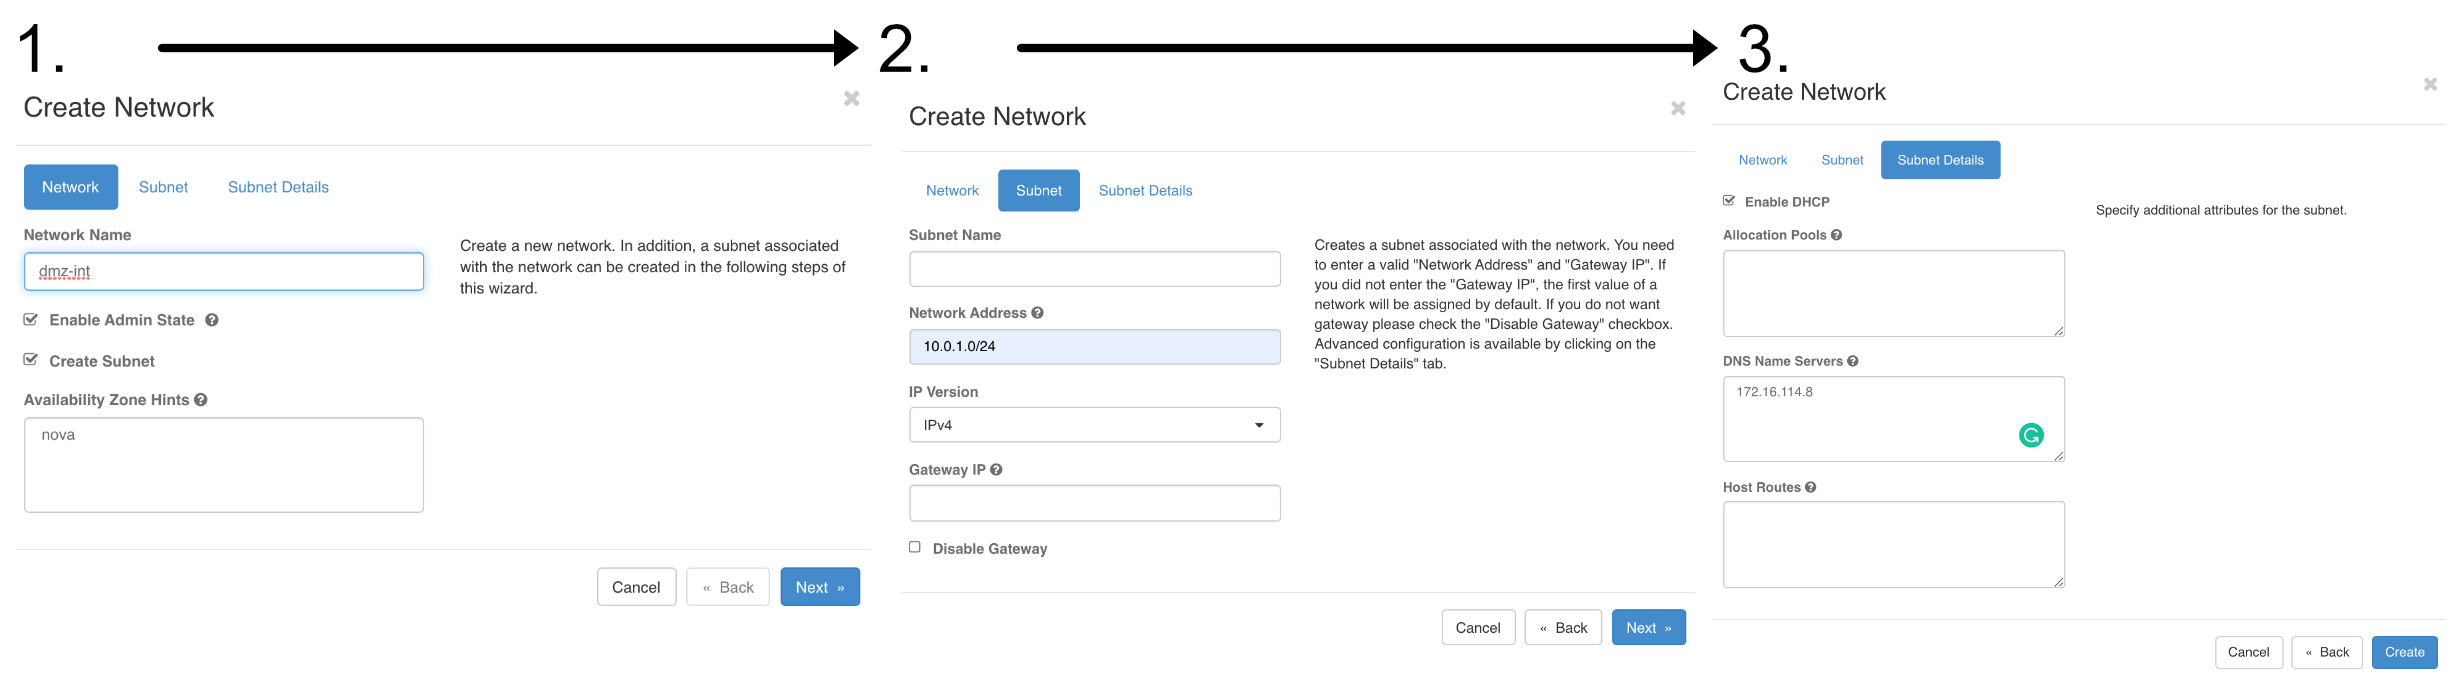 1.
Create Network
Network Subnet Subnet Details
Network Name
dmz-int
Enable Admin State
Create Subnet
Availability Zone Hints
nova
Create a new network. In addition, a subnet associated
with the network can be created in the following steps of
this wizard.
Cancel « Back Next »
2.
Create Network
Network Subnet Subnet Details
Subnet Name
Network Address
10.0.1.0/24
IP Version
IPv4
Gateway IP
Disable Gateway
Creates a subnet associated with the network. You need
to enter a valid "Network Address" and "Gateway IP". If
you did not enter the "Gateway IP", the first value of a
network will be assigned by default. If you do not want
gateway please check the "Disable Gateway" checkbox.
Advanced configuration is available by clicking on the
"Subnet Details" tab.
Cancel « Back Next »
3.
Create Network
Network Subnet Subnet Details
Enable DHCP
Allocation Pools
DNS Name Servers
172.16.114.8
Host Routes
Specify additional attributes for the subnet.
Cancel « Back Create